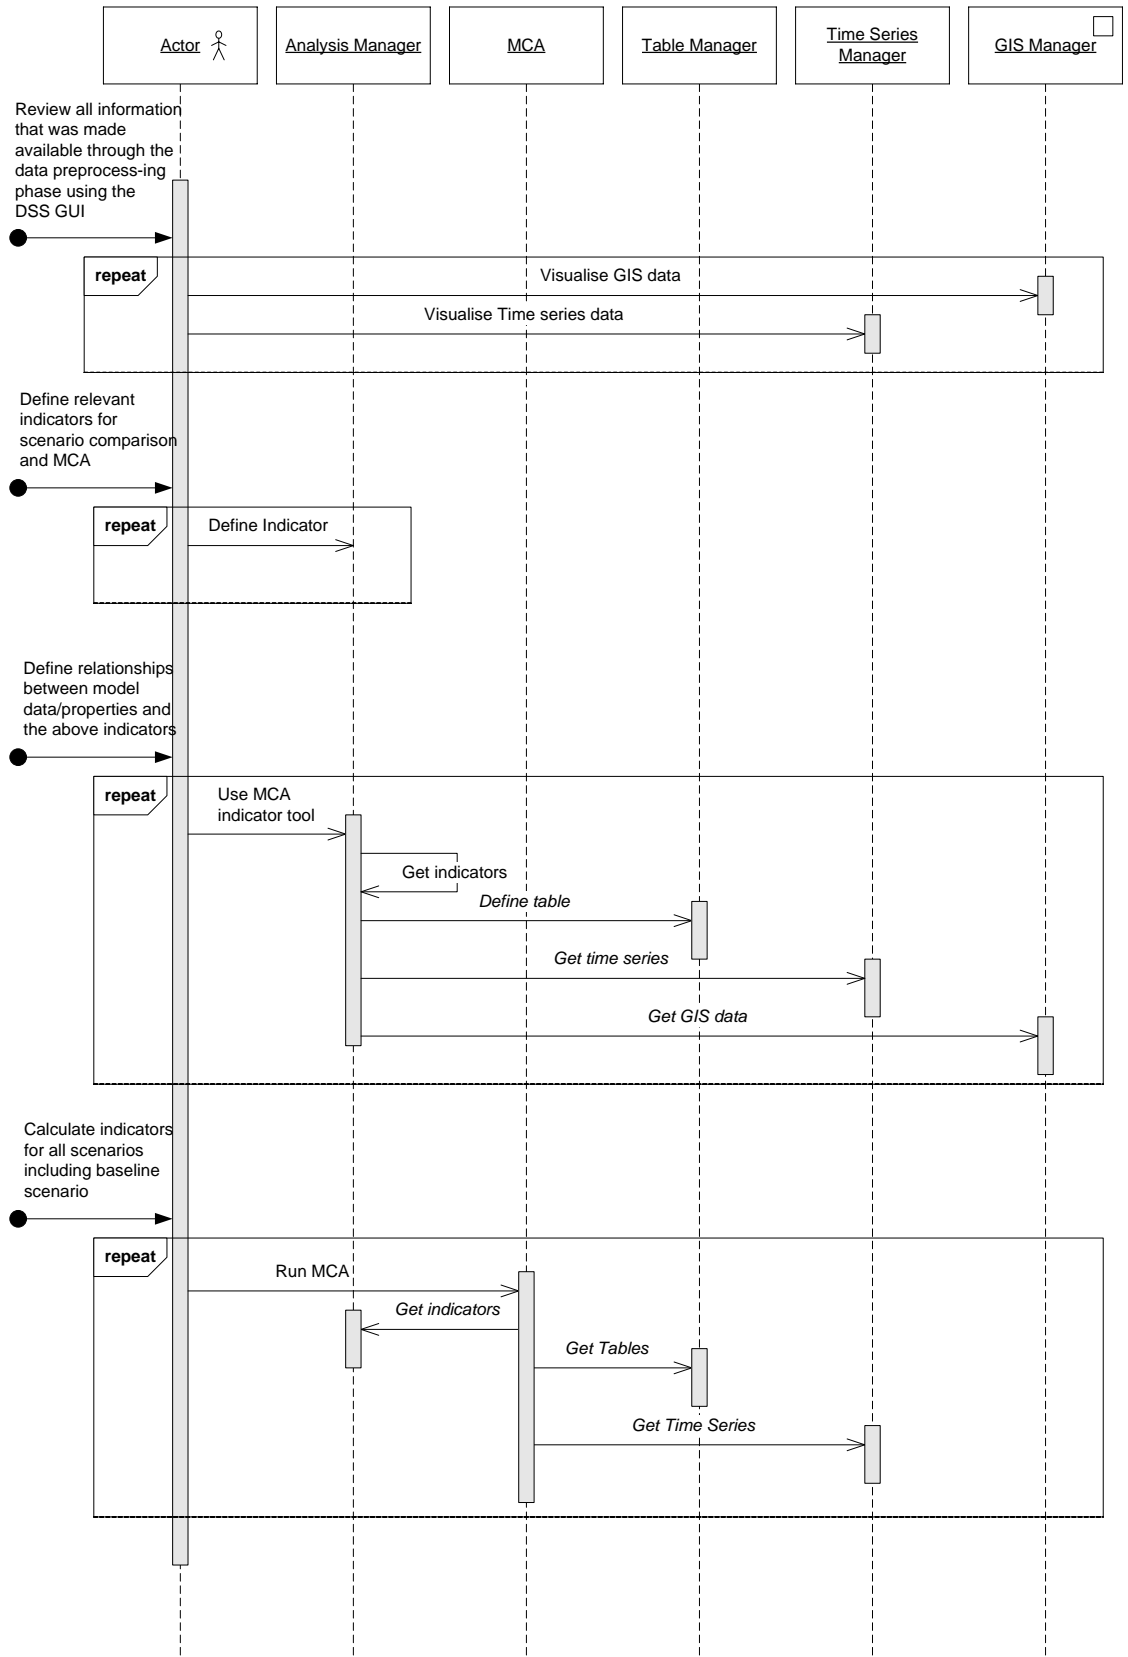 Actor
Analysis Manager
MCA
Table Manager
Time Series
Manager
GIS Manager
Review all information
that was made
available through the
data preprocess-ing
phase using the
DSS GUI
repeat
Visualise GIS data
Visualise Time series data
Define relevant
indicators for
scenario comparison
and MCA
repeat
Define Indicator
Define relationships
between model
data/properties and
the above indicators
repeat
Use MCA
indicator tool
Get indicators
Define table
Get time series
Get GIS data
Calculate indicators
for all scenarios
including baseline
scenario
repeat
Run MCA
Get indicators
Get Tables
Get Time Series